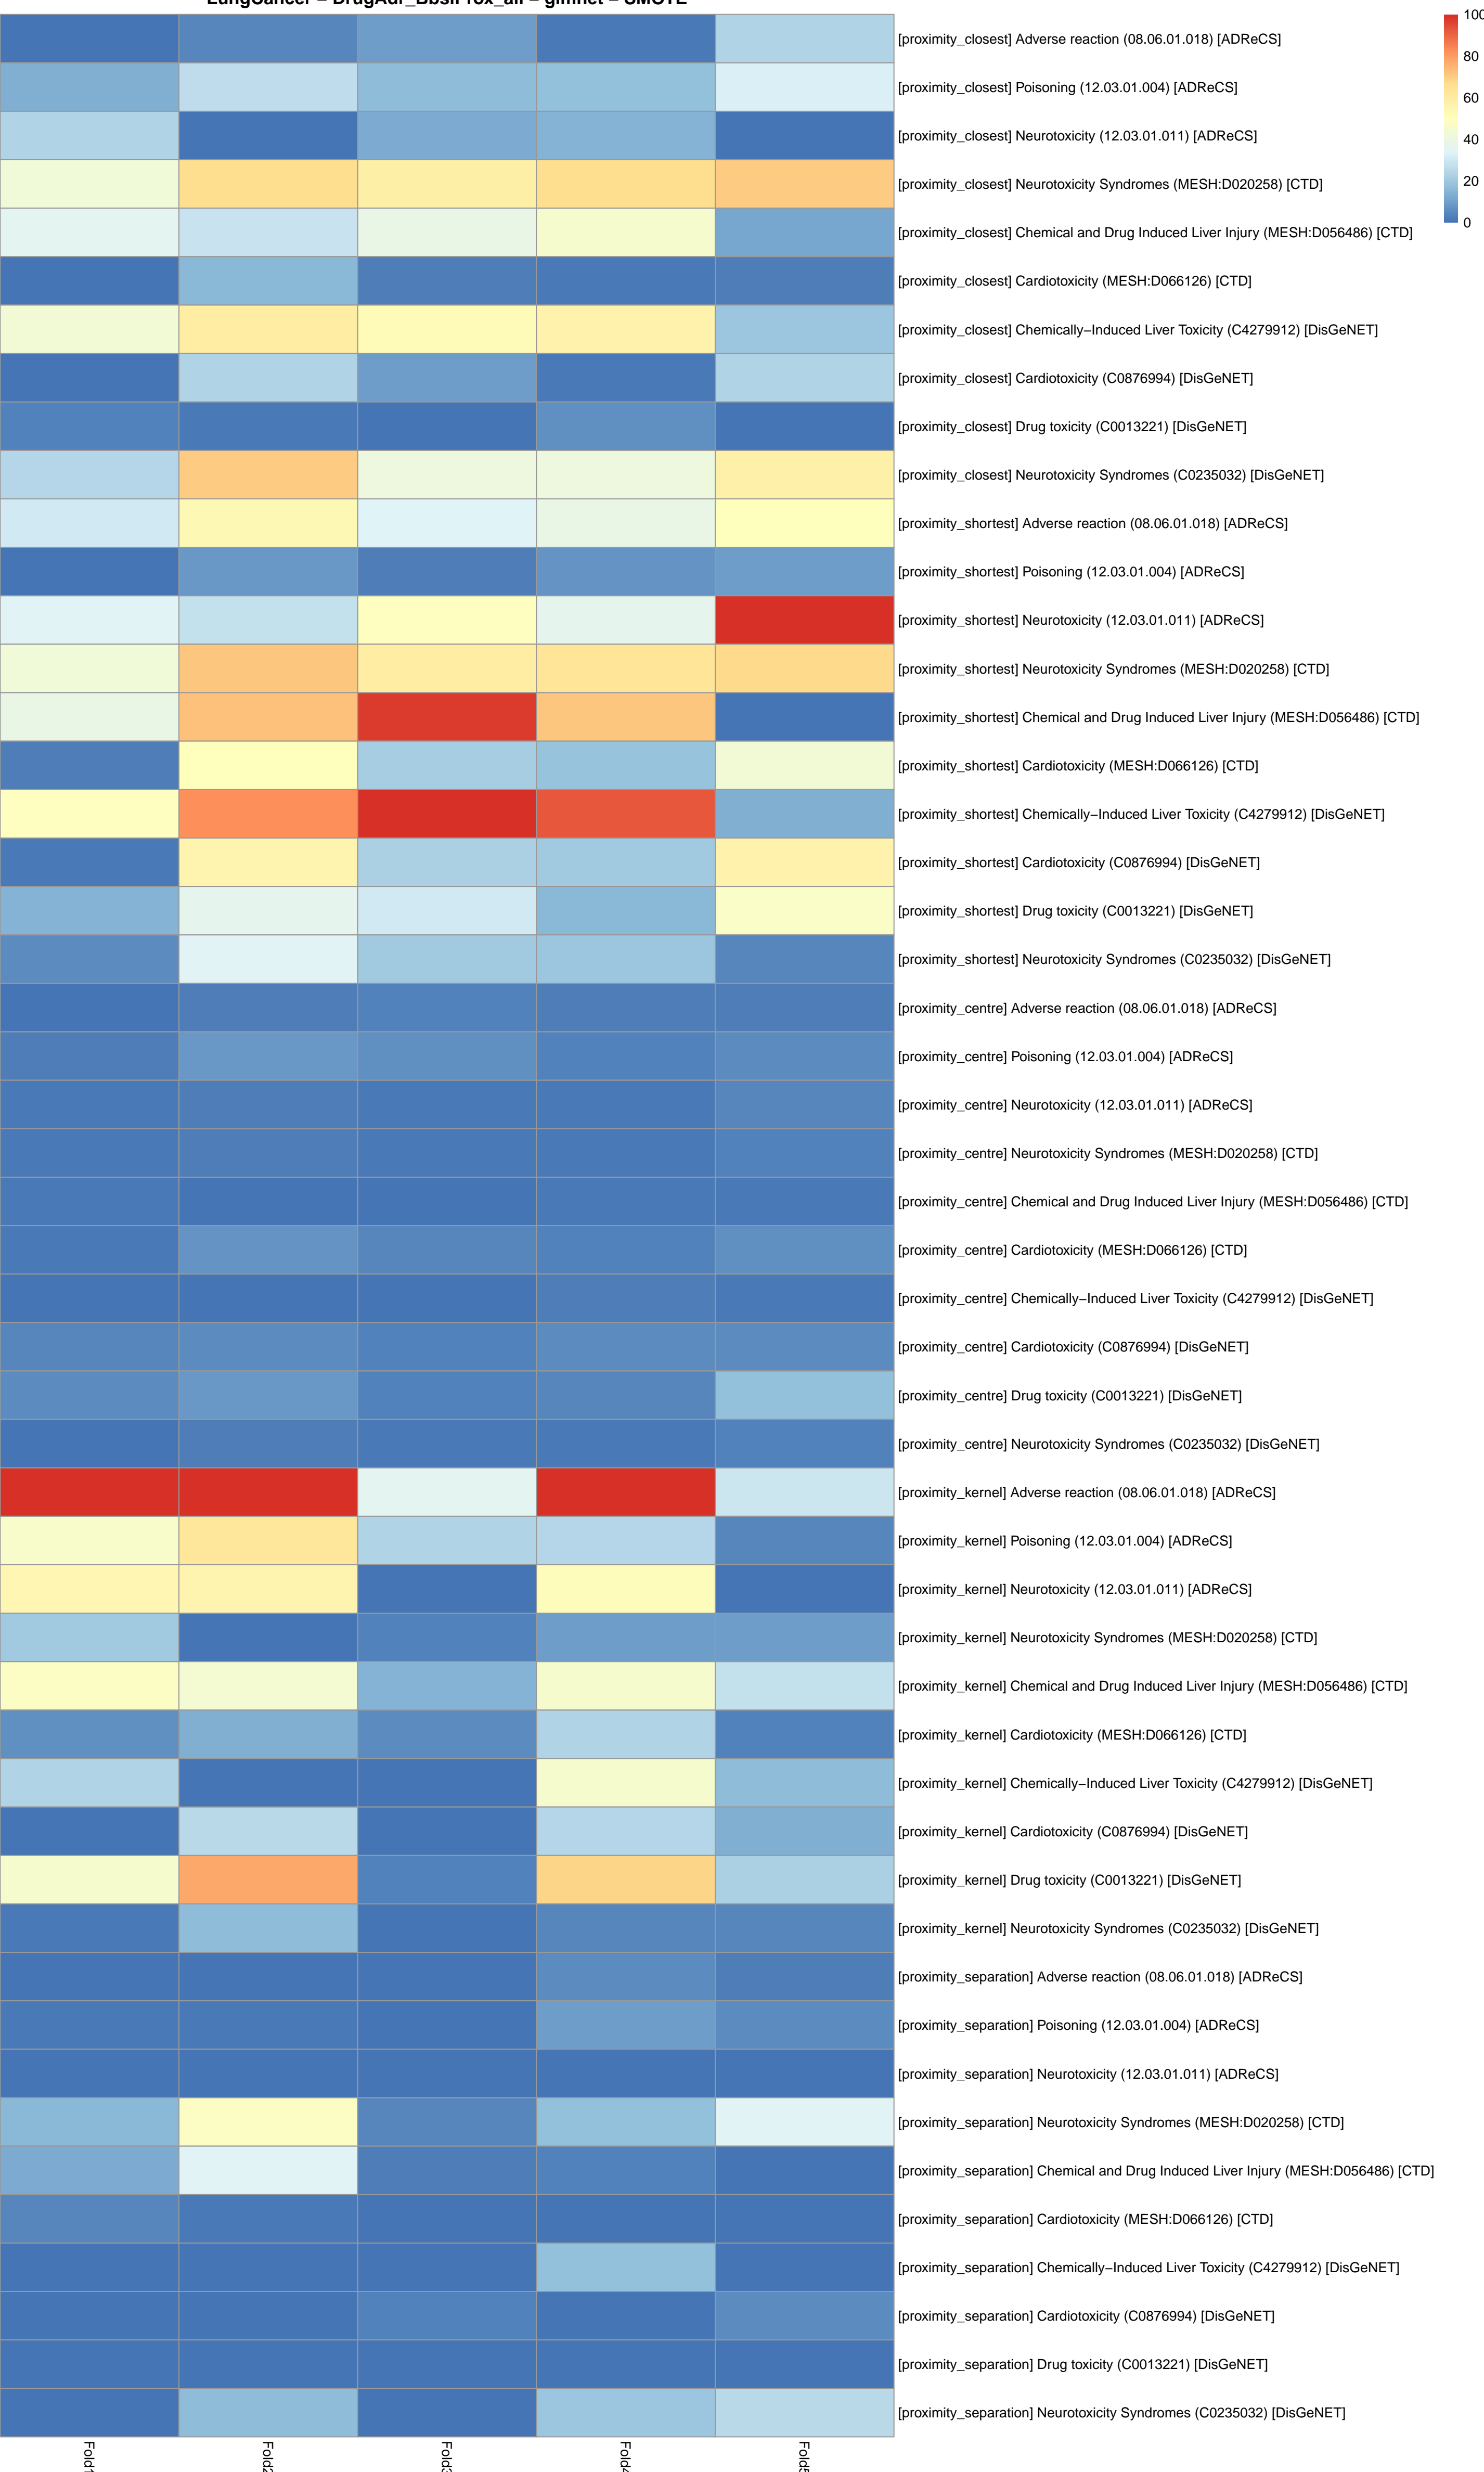 LungCancer − glmnet − SMOTE
[proximity_closest] Adverse reaction (08.06.01.018) [ADReCS]
[proximity_closest] Poisoning (12.03.01.004) [ADReCS]
[proximity_closest] Neurotoxicity (12.03.01.011) [ADReCS]
[proximity_closest] Neurotoxicity Syndromes (MESH:D020258) [CTD]
[proximity_closest] Chemical and Drug Induced Liver Injury (MESH:D056486) [CTD]
[proximity_closest] Cardiotoxicity (MESH:D066126) [CTD]
[proximity_closest] Chemically−Induced Liver Toxicity (C4279912) [DisGeNET]
[proximity_closest] Cardiotoxicity (C0876994) [DisGeNET]
[proximity_closest] Drug toxicity (C0013221) [DisGeNET]
[proximity_closest] Neurotoxicity Syndromes (C0235032) [DisGeNET]
[proximity_shortest] Adverse reaction (08.06.01.018) [ADReCS]
[proximity_shortest] Poisoning (12.03.01.004) [ADReCS]
[proximity_shortest] Neurotoxicity (12.03.01.011) [ADReCS]
[proximity_shortest] Neurotoxicity Syndromes (MESH:D020258) [CTD]
[proximity_shortest] Chemical and Drug Induced Liver Injury (MESH:D056486) [CTD]
[proximity_shortest] Cardiotoxicity (MESH:D066126) [CTD]
[proximity_shortest] Chemically−Induced Liver Toxicity (C4279912) [DisGeNET]
[proximity_shortest] Cardiotoxicity (C0876994) [DisGeNET]
[proximity_shortest] Drug toxicity (C0013221) [DisGeNET]
[proximity_shortest] Neurotoxicity Syndromes (C0235032) [DisGeNET]
[proximity_centre] Adverse reaction (08.06.01.018) [ADReCS]
[proximity_centre] Poisoning (12.03.01.004) [ADReCS]
[proximity_centre] Neurotoxicity (12.03.01.011) [ADReCS]
[proximity_centre] Neurotoxicity Syndromes (MESH:D020258) [CTD]
[proximity_centre] Chemical and Drug Induced Liver Injury (MESH:D056486) [CTD]
[proximity_centre] Cardiotoxicity (MESH:D066126) [CTD]
[proximity_centre] Chemically−Induced Liver Toxicity (C4279912) [DisGeNET]
[proximity_centre] Cardiotoxicity (C0876994) [DisGeNET]
[proximity_centre] Drug toxicity (C0013221) [DisGeNET]
[proximity_centre] Neurotoxicity Syndromes (C0235032) [DisGeNET]
[proximity_kernel] Adverse reaction (08.06.01.018) [ADReCS]
[proximity_kernel] Poisoning (12.03.01.004) [ADReCS]
[proximity_kernel] Neurotoxicity (12.03.01.011) [ADReCS]
[proximity_kernel] Neurotoxicity Syndromes (MESH:D020258) [CTD]
[proximity_kernel] Chemical and Drug Induced Liver Injury (MESH:D056486) [CTD]
[proximity_kernel] Cardiotoxicity (MESH:D066126) [CTD]
[proximity_kernel] Chemically−Induced Liver Toxicity (C4279912) [DisGeNET]
[proximity_kernel] Cardiotoxicity (C0876994) [DisGeNET]
[proximity_kernel] Drug toxicity (C0013221) [DisGeNET]
[proximity_kernel] Neurotoxicity Syndromes (C0235032) [DisGeNET]
[proximity_separation] Adverse reaction (08.06.01.018) [ADReCS]
[proximity_separation] Poisoning (12.03.01.004) [ADReCS]
[proximity_separation] Neurotoxicity (12.03.01.011) [ADReCS]
[proximity_separation] Neurotoxicity Syndromes (MESH:D020258) [CTD]
[proximity_separation] Chemical and Drug Induced Liver Injury (MESH:D056486) [CTD]
[proximity_separation] Cardiotoxicity (MESH:D066126) [CTD]
[proximity_separation] Chemically−Induced Liver Toxicity (C4279912) [DisGeNET]
[proximity_separation] Cardiotoxicity (C0876994) [DisGeNET]
[proximity_separation] Drug toxicity (C0013221) [DisGeNET]
[proximity_separation] Neurotoxicity Syndromes (C0235032) [DisGeNET]
Fold1
Fold2
Fold3
Fold4
Fold5
100
80
60
40
20
0